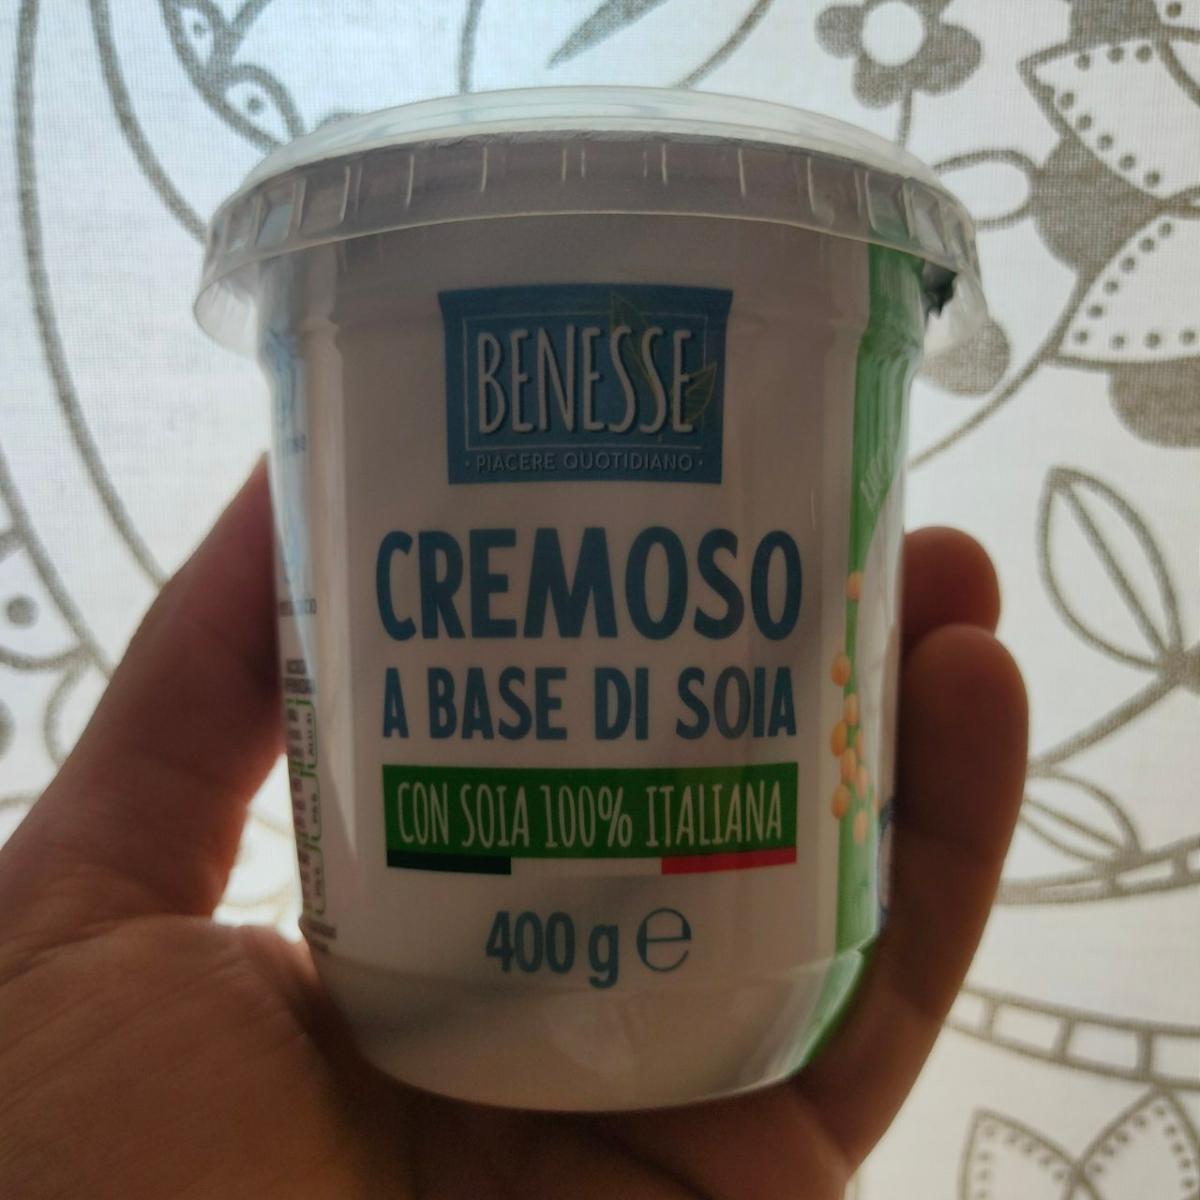 BENESSE
· PIACERE QUOTIDIANO ·
CREMOSO
A BASE DI SOIA
CON SOIA 100% ITALIANA
400 g ℮